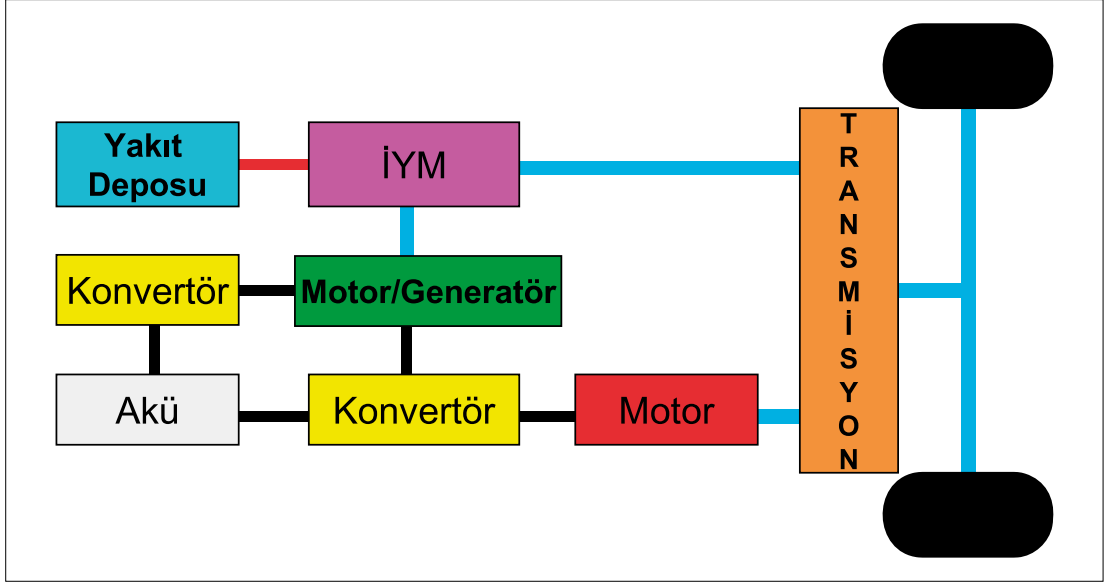 Yakıt
Deposu
İYM
Konvertör
Motor/Generatör
Akü
Konvertör
Motor
T
R
A
N
S
M
İ
S
Y
O
N